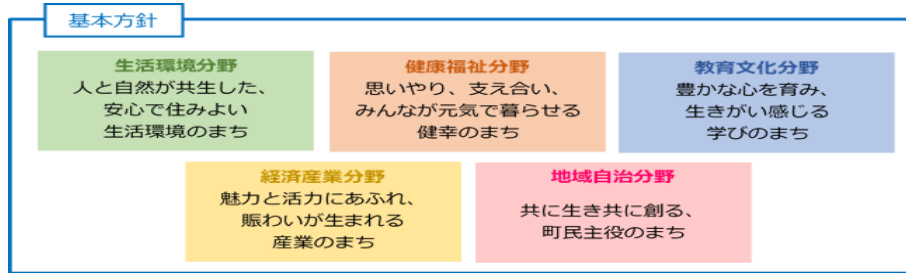 基本方針
生活環境分野
人と自然が共生した、
安心で住みよい
生活環境のまち
健康福祉分野
思いやり、支え合い、
みんなが元気で暮らせる
健幸のまち
教育文化分野
豊かな心を育み、
生きがい感じる
学びのまち
経済産業分野
魅力と活力にあふれ、
賑わいが生まれる
産業のまち
地域自治分野
共に生き共に創る、
町民主役のまち